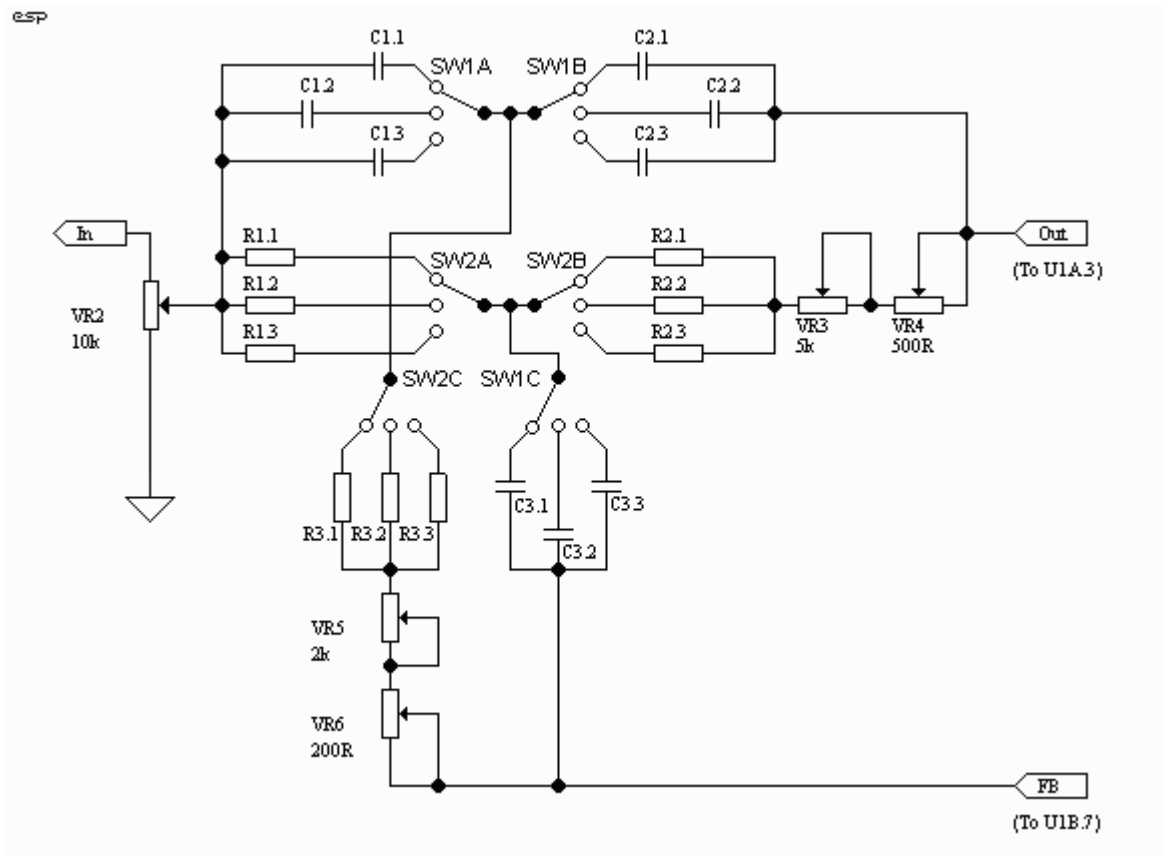 esp
C1.1
C2.1
SW1A SW1B
C1.2
C2.2
C1.3
C2.3
In
R1.1
R2.1
Out
SW2A SW2B
(To U1A.3)
R1.2
R2.2
VR2
10k
R1.3
R2.3
VR3
5k
VR4
500R
SW2C SW1C
R3.1
R3.2
R3.3
C3.1
C3.3
C3.2
VR5
2k
VR6
200R
FB
(To U1B.7)